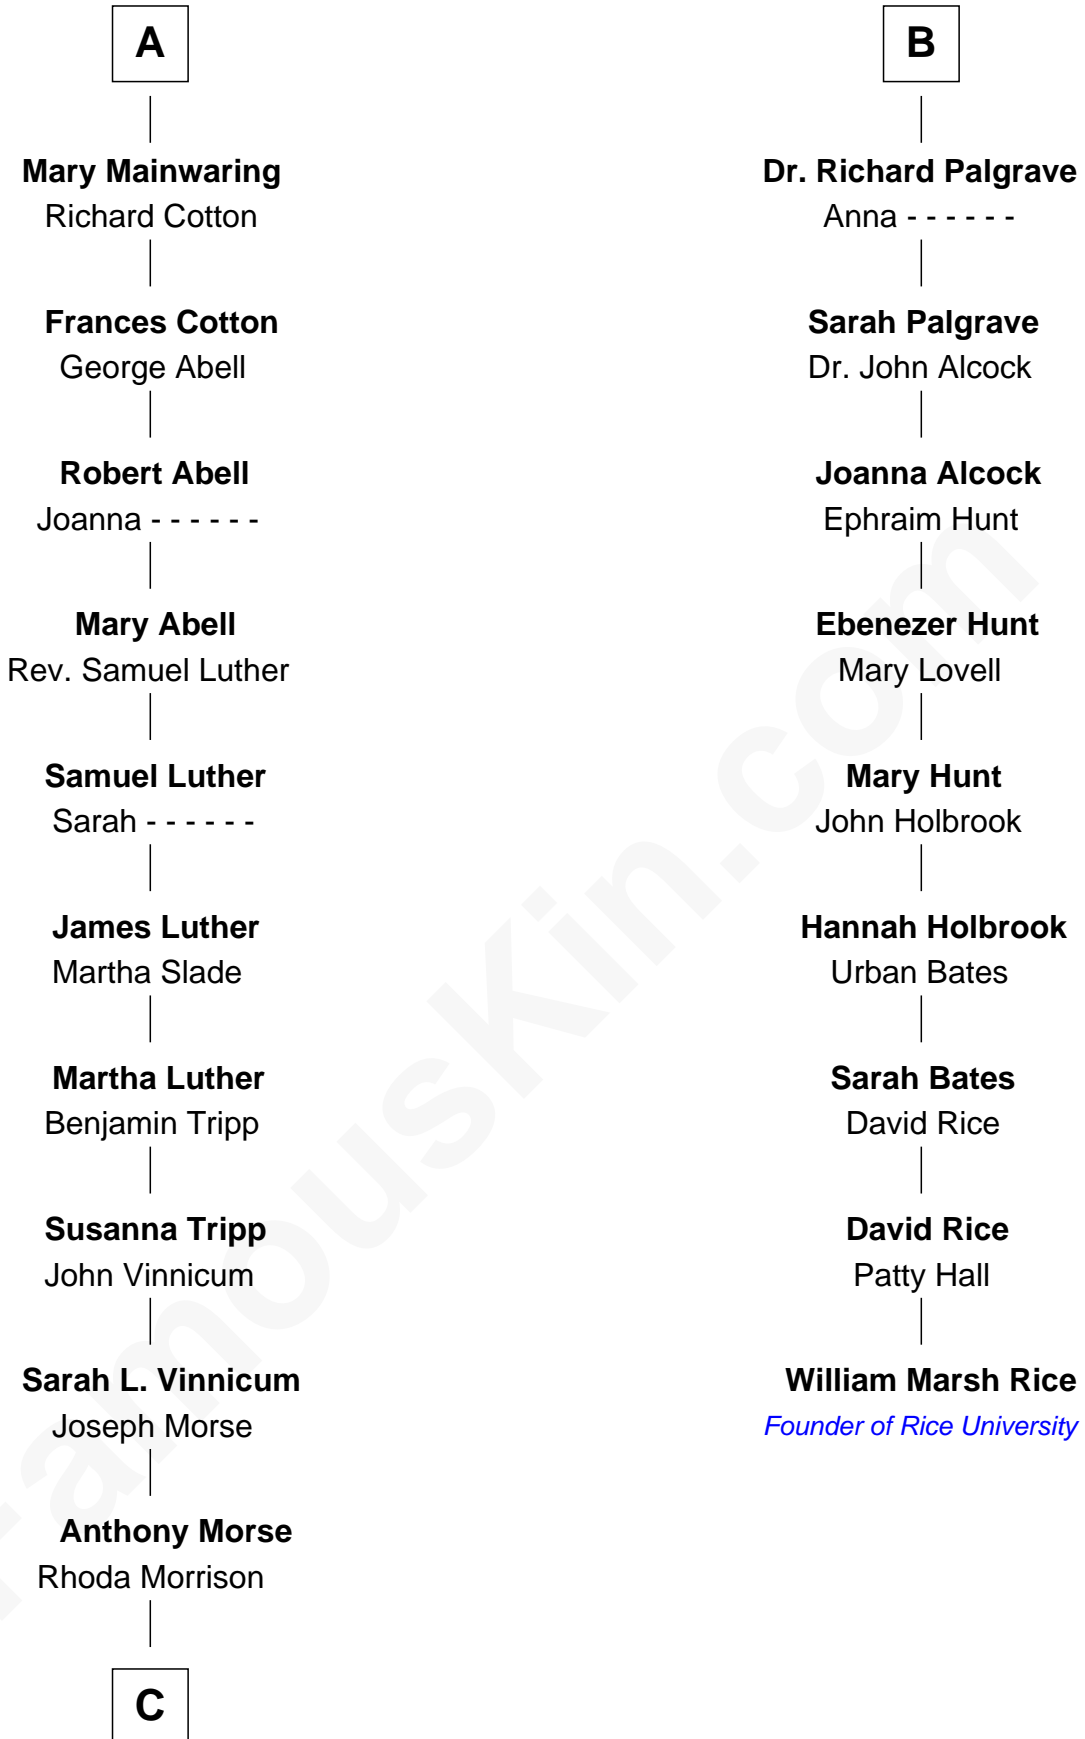 A
Mary Mainwaring
Richard Cotton
Frances Cotton
George Abell
Robert Abell
Joanna - - - - - -
Mary Abell
Rev. Samuel Luther
Samuel Luther
Sarah - - - - - -
James Luther
Martha Slade
Martha Luther
Benjamin Tripp
Susanna Tripp
John Vinnicum
Sarah L. Vinnicum
Joseph Morse
Anthony Morse
Rhoda Morrison
C
B
Dr. Richard Palgrave
Anna - - - - - -
Sarah Palgrave
Dr. John Alcock
Joanna Alcock
Ephraim Hunt
Ebenezer Hunt
Mary Lovell
Mary Hunt
John Holbrook
Hannah Holbrook
Urban Bates
Sarah Bates
David Rice
David Rice
Patty Hall
William Marsh Rice
Founder of Rice University
FamousKin.com